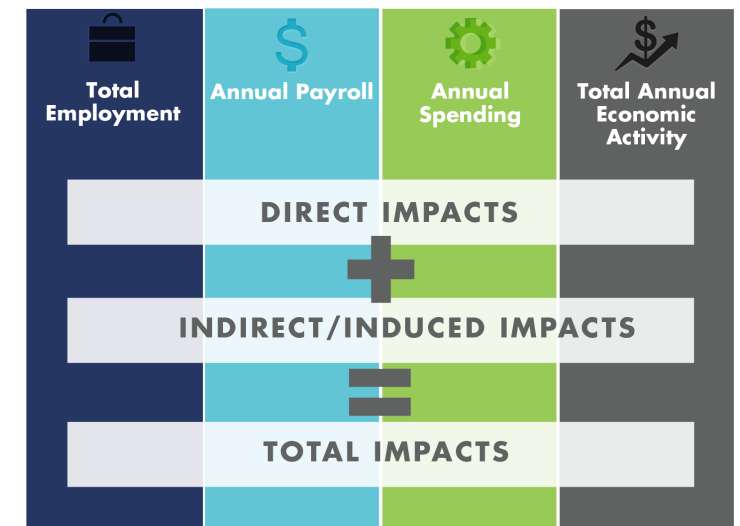 Total
Employment
Annual Payroll
Annual
Spending
Total Annual
Economic
Activity
DIRECT IMPACTS
+
INDIRECT/INDUCED IMPACTS
=
TOTAL IMPACTS